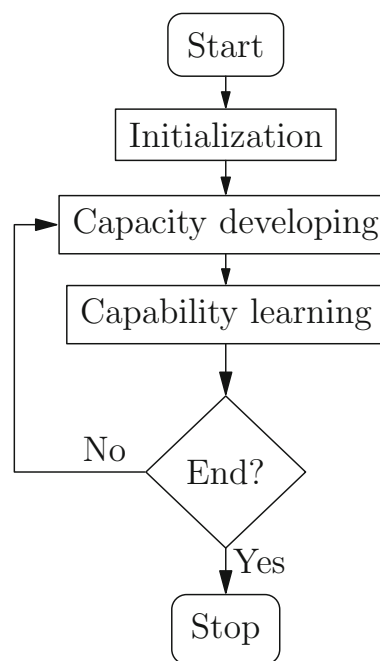 Start
Initialization
Capacity developing
Capability learning
No
End?
Yes
Stop